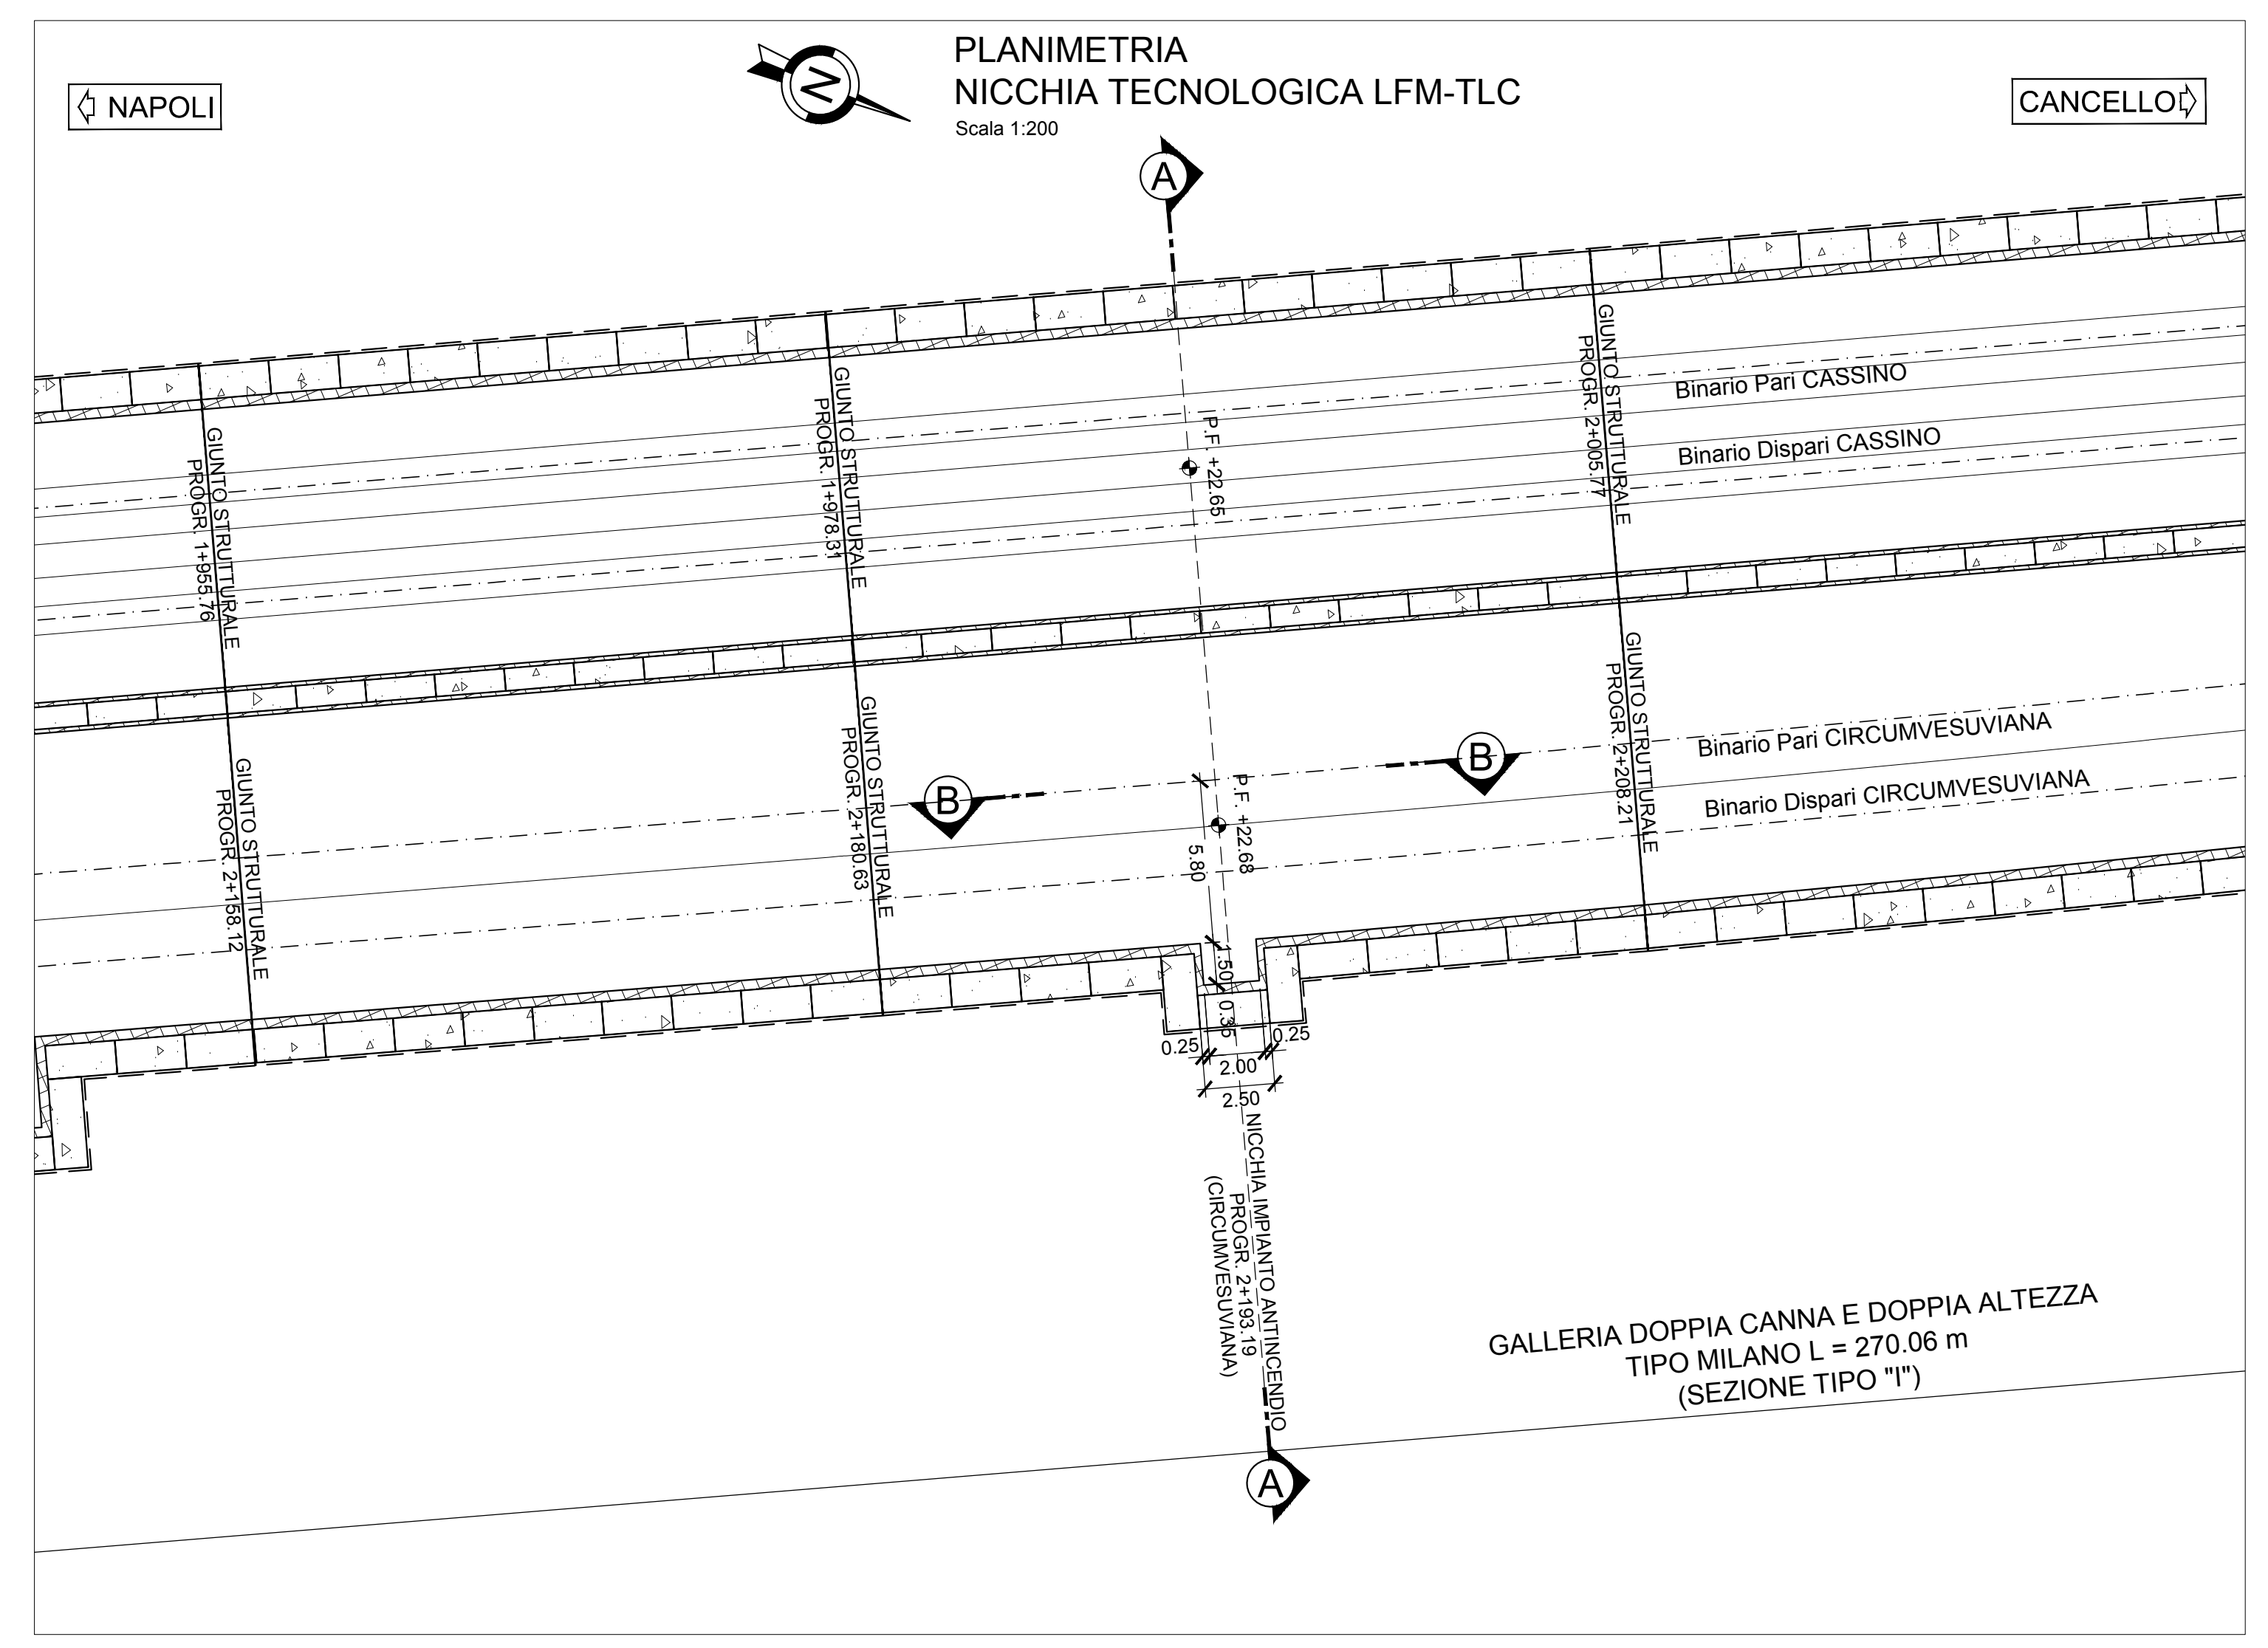 PLANIMETRIA
NICCHIA TECNOLOGICA LFM-TLC
Scala 1:200
NAPOLI
N
CANCELLO
A
GIUNTO STRUTTURALE
PROGR. 1+955.76
GIUNTO STRUTTURALE
PROGR. 1+978.31
P.F. +22.65
GIUNTO STRUTTURALE
PROGR. 2+005.77
Binario Pari CASSINO
Binario Dispari CASSINO
GIUNTO STRUTTURALE
PROGR. 2+158.12
GIUNTO STRUTTURALE
PROGR. 2+180.63
B
P.F. +22.68
5.80
B
GIUNTO STRUTTURALE
PROGR. 2+208.21
Binario Pari CIRCUMVESUVIANA
Binario Dispari CIRCUMVESUVIANA
1.50
0.35
0.25
0.25
2.00
2.50
NICCHIA IMPIANTO ANTINCENDIO
PROGR. 2+193.19
(CIRCUMVESUVIANA)
GALLERIA DOPPIA CANNA E DOPPIA ALTEZZA
TIPO MILANO L = 270.06 m
(SEZIONE TIPO "I")
A